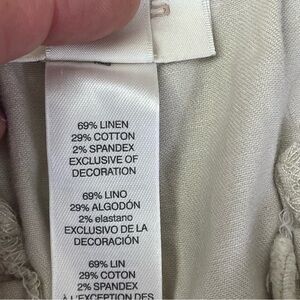 69% LINEN
29% COTTON
2% SPANDEX
EXCLUSIVE OF
DECORATION
69% LINO
29% ALGODÓN
2% elastano
EXCLUSIVO DE LA
DECORACIÓN
69% LIN
29% COTON
2% SPANDEX
À L'EXCEPTION DES